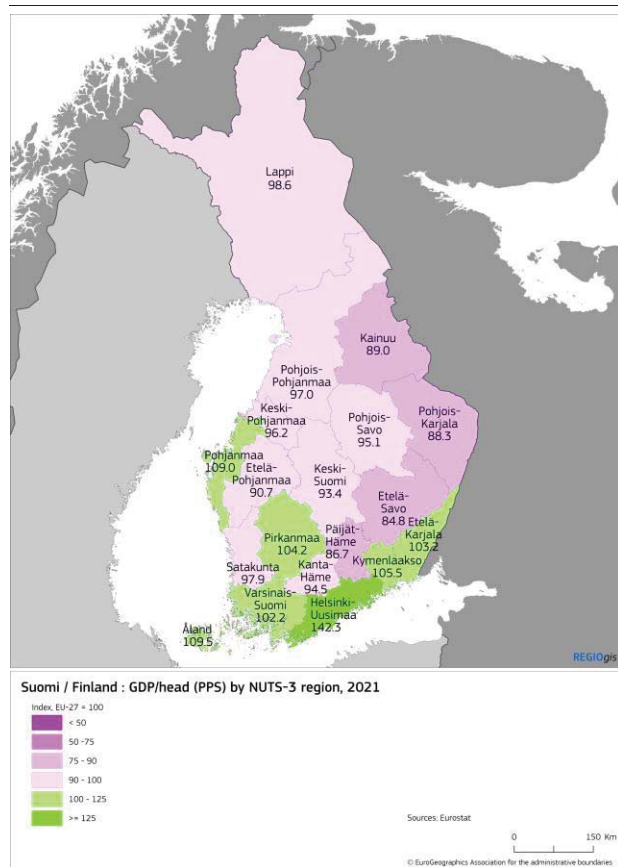 Lappi
98.6
Kainuu
89.0
Pohjois-
Pohjanmaa
97.0
Keski-
Pohjanmaa
96.2
Pohjois-
Savo
95.1
Pohjois-
Karjala
88.3
Pohjanmaa
109.0
Etelä-
Pohjanmaa
90.7
Keski-
Suomi
93.4
Etelä-
Savo
84.8
Etelä-
Karjala
103.2
Pirkanmaa
104.2
Päijät-
Häme
86.7
Kymenlaakso
105.5
Satakunta
97.9
Kanta-
Häme
94.5
Varsinais-
Suomi
102.2
Helsinki-
Uusimaa
142.3
Åland
109.5
REGIOgis
Suomi / Finland : GDP/head (PPS) by NUTS-3 region, 2021
Index, EU-27 = 100
< 50
50 -75
75 - 90
90 - 100
100 - 125
>= 125
Sources: Eurostat
0 150 Km
© EuroGeographics Association for the administrative boundaries